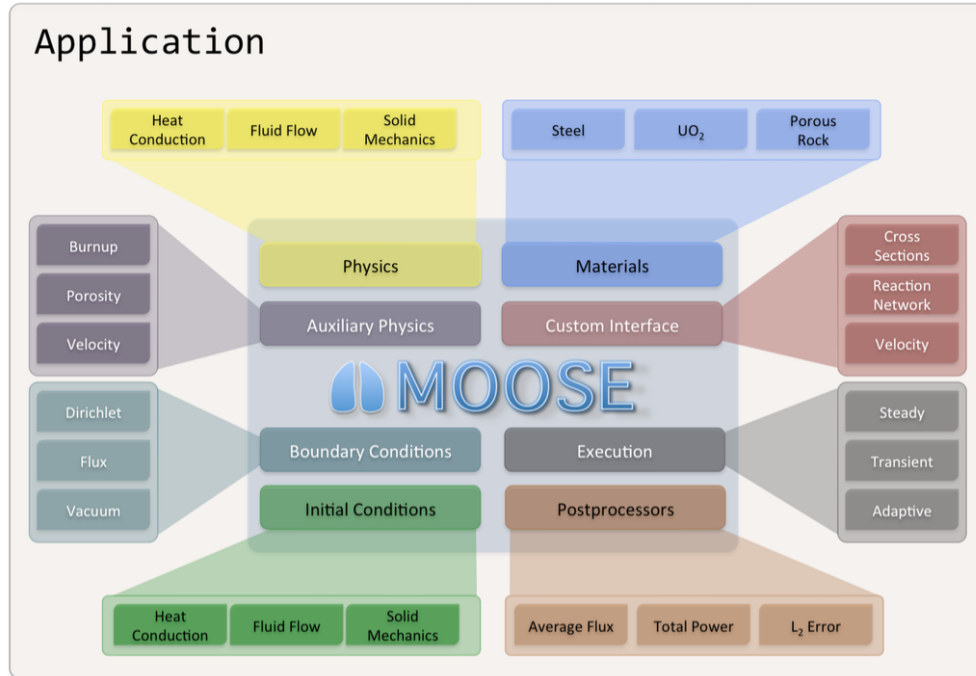 Application
Heat
Conduction
Fluid Flow
Solid
Mechanics
Steel
UO₂
Porous
Rock
Burnup
Porosity
Velocity
Physics
Materials
Cross
Sections
Reaction
Network
Velocity
Auxiliary Physics
Custom Interface
MOOSE
Dirichlet
Flux
Vacuum
Boundary Conditions
Execution
Steady
Transient
Adaptive
Initial Conditions
Postprocessors
Heat
Conduction
Fluid Flow
Solid
Mechanics
Average Flux
Total Power
L₂ Error